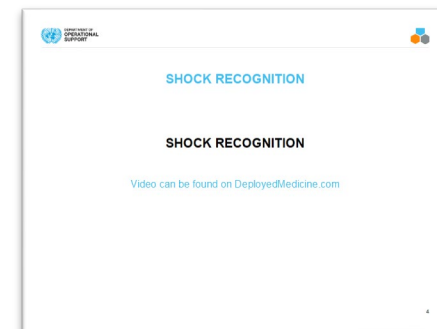 DEPARTMENT OF
OPERATIONAL
SUPPORT
SHOCK RECOGNITION
SHOCK RECOGNITION
Video can be found on DeployedMedicine.com
4